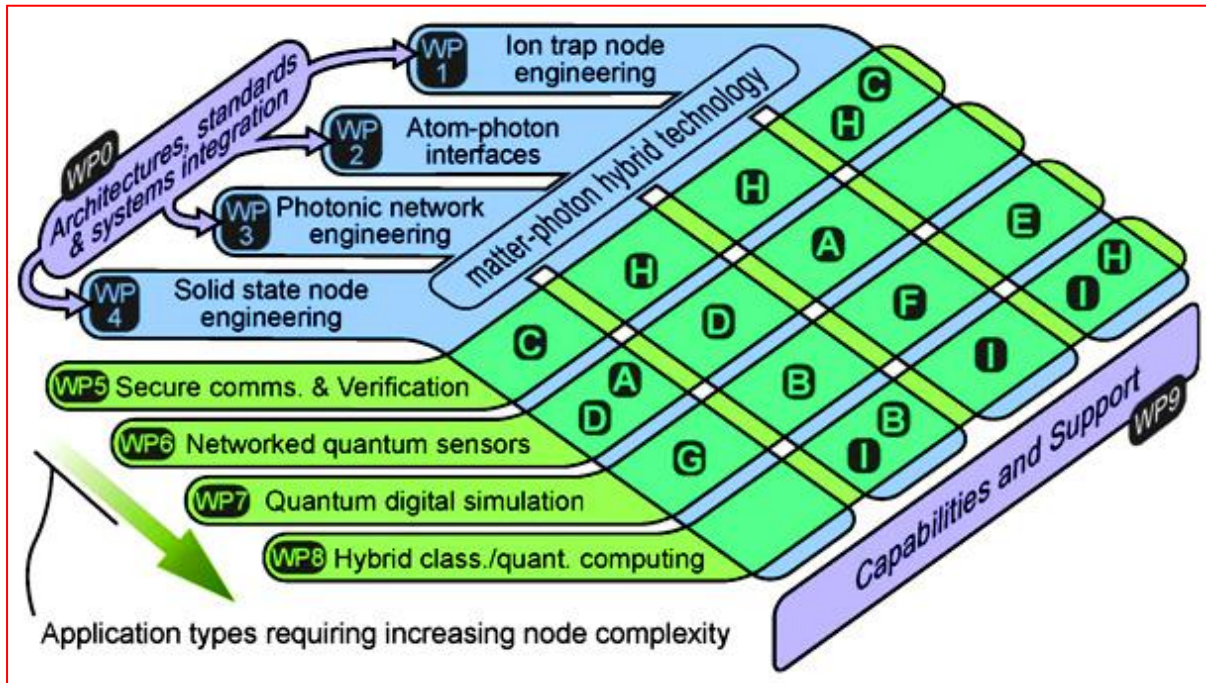 WP
1
Ion trap node
engineering
WP
2
Atom-photon
interfaces
WP
3
Photonic network
engineering
WP
4
Solid state node
engineering
WP0
Architectures, standards
& systems integration
matter-photon hybrid technology
C
H
H
A
E
H
I
H
D
F
I
C
A
D
B
B
I
G
WP5 Secure comms. & Verification
WP6 Networked quantum sensors
WP7 Quantum digital simulation
WP8 Hybrid class./quant. computing
Capabilities and Support
WP9
Application types requiring increasing node complexity